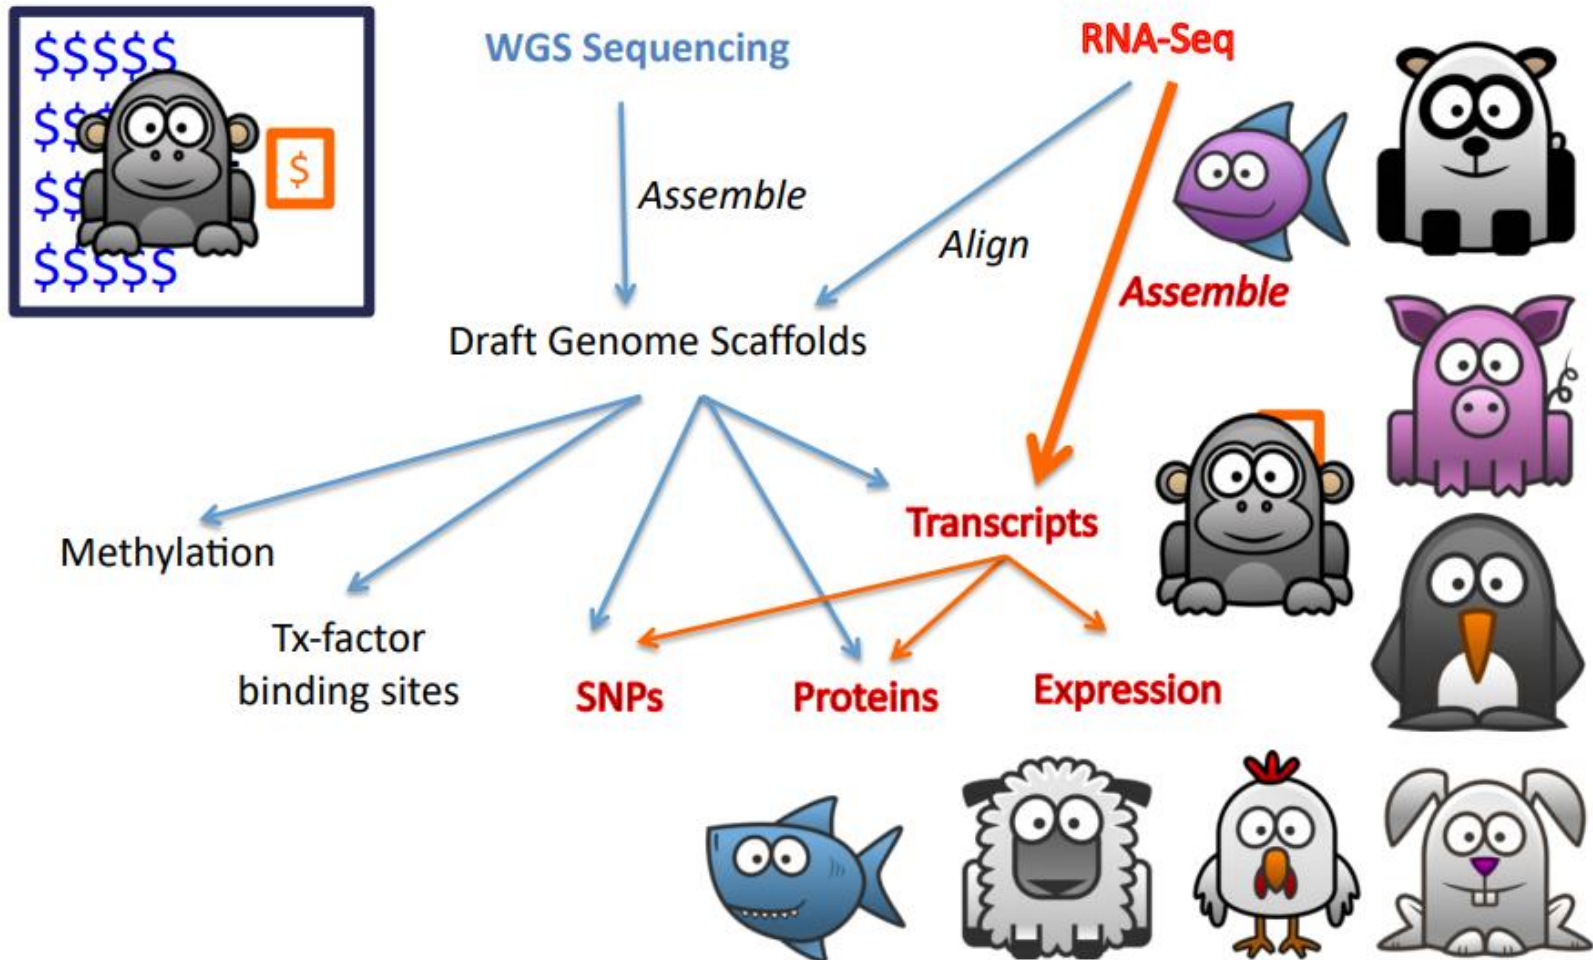 $$$$$
WGS Sequencing
RNA-Seq
$$
$
$$
$$$$$
Assemble
Align
Assemble
Draft Genome Scaffolds
Transcripts
Methylation
Tx-factor
binding sites
SNPs
Proteins
Expression